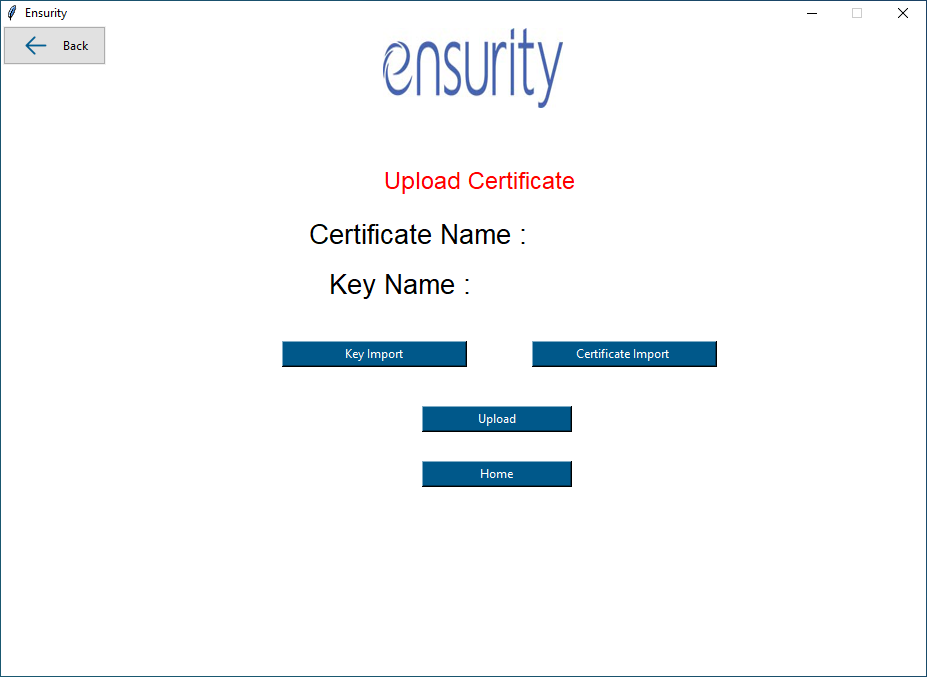 Ensurity
Back
ensurity
Upload Certificate
Certificate Name :
Key Name :
Key Import
Certificate Import
Upload
Home